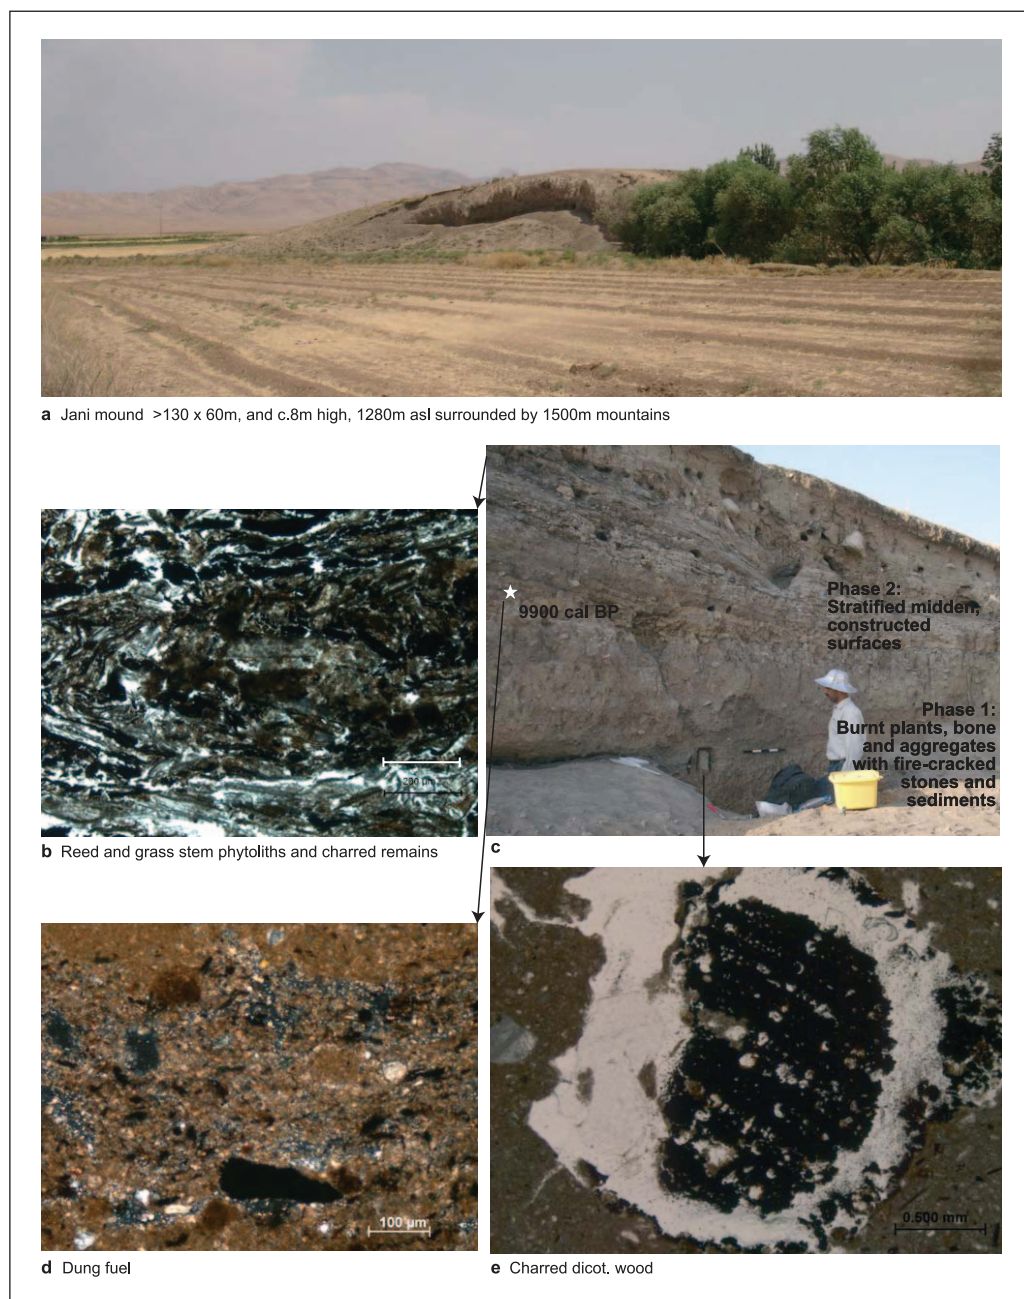 a Jani mound >130 x 60m, and c.8m high, 1280m asl surrounded by 1500m mountains
200 µm
b Reed and grass stem phytoliths and charred remains
9900 cal BP
Phase 2:
Stratified midden,
constructed
surfaces
Phase 1:
Burnt plants, bone
and aggregates
with fire-cracked
stones and
sediments
c
100 µm
d Dung fuel
0.500 mm
e Charred dicot. wood